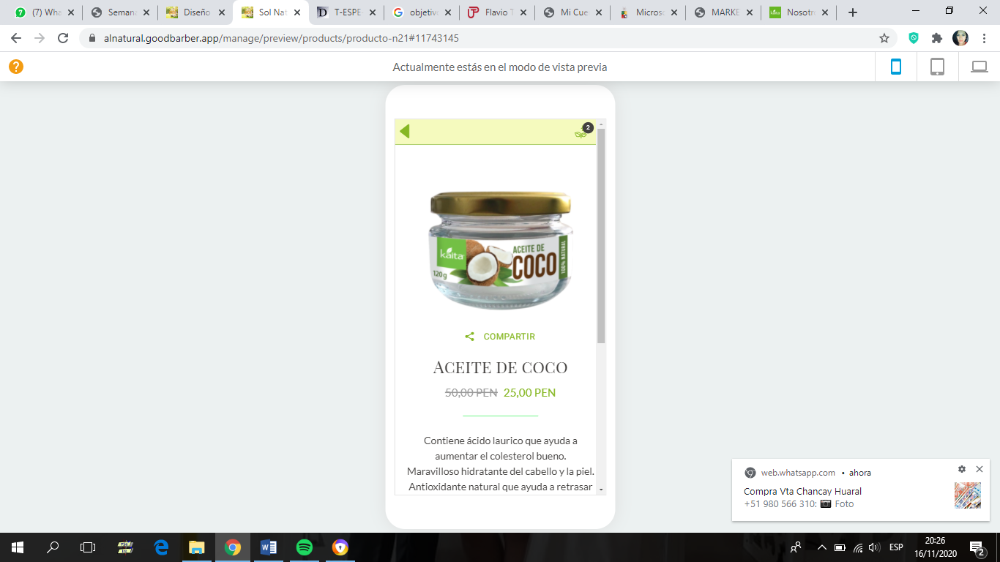 (7) Wha
Semana
Diseño
Sol Nat
T-ESPE
objetivo
Flavio T
Mi Cue
Microso
MARKE
Nosotro
alnatural.goodbarber.app/manage/preview/products/producto-n21#11743145
Actualmente estás en el modo de vista previa
2
kaita
ACEITE DE
COCO
100% NATURAL
120g
COMPARTIR
ACEITE DE COCO
50,00 PEN 25,00 PEN
Contiene ácido laurico que ayuda a
aumentar el colesterol bueno.
Maravilloso hidratante del cabello y la piel.
Antioxidante natural que ayuda a retrasar
web.whatsapp.com • ahora
Compra Vta Chancay Huaral
+51 980 566 310: 📷 Foto
ESP
20:26
16/11/2020
2